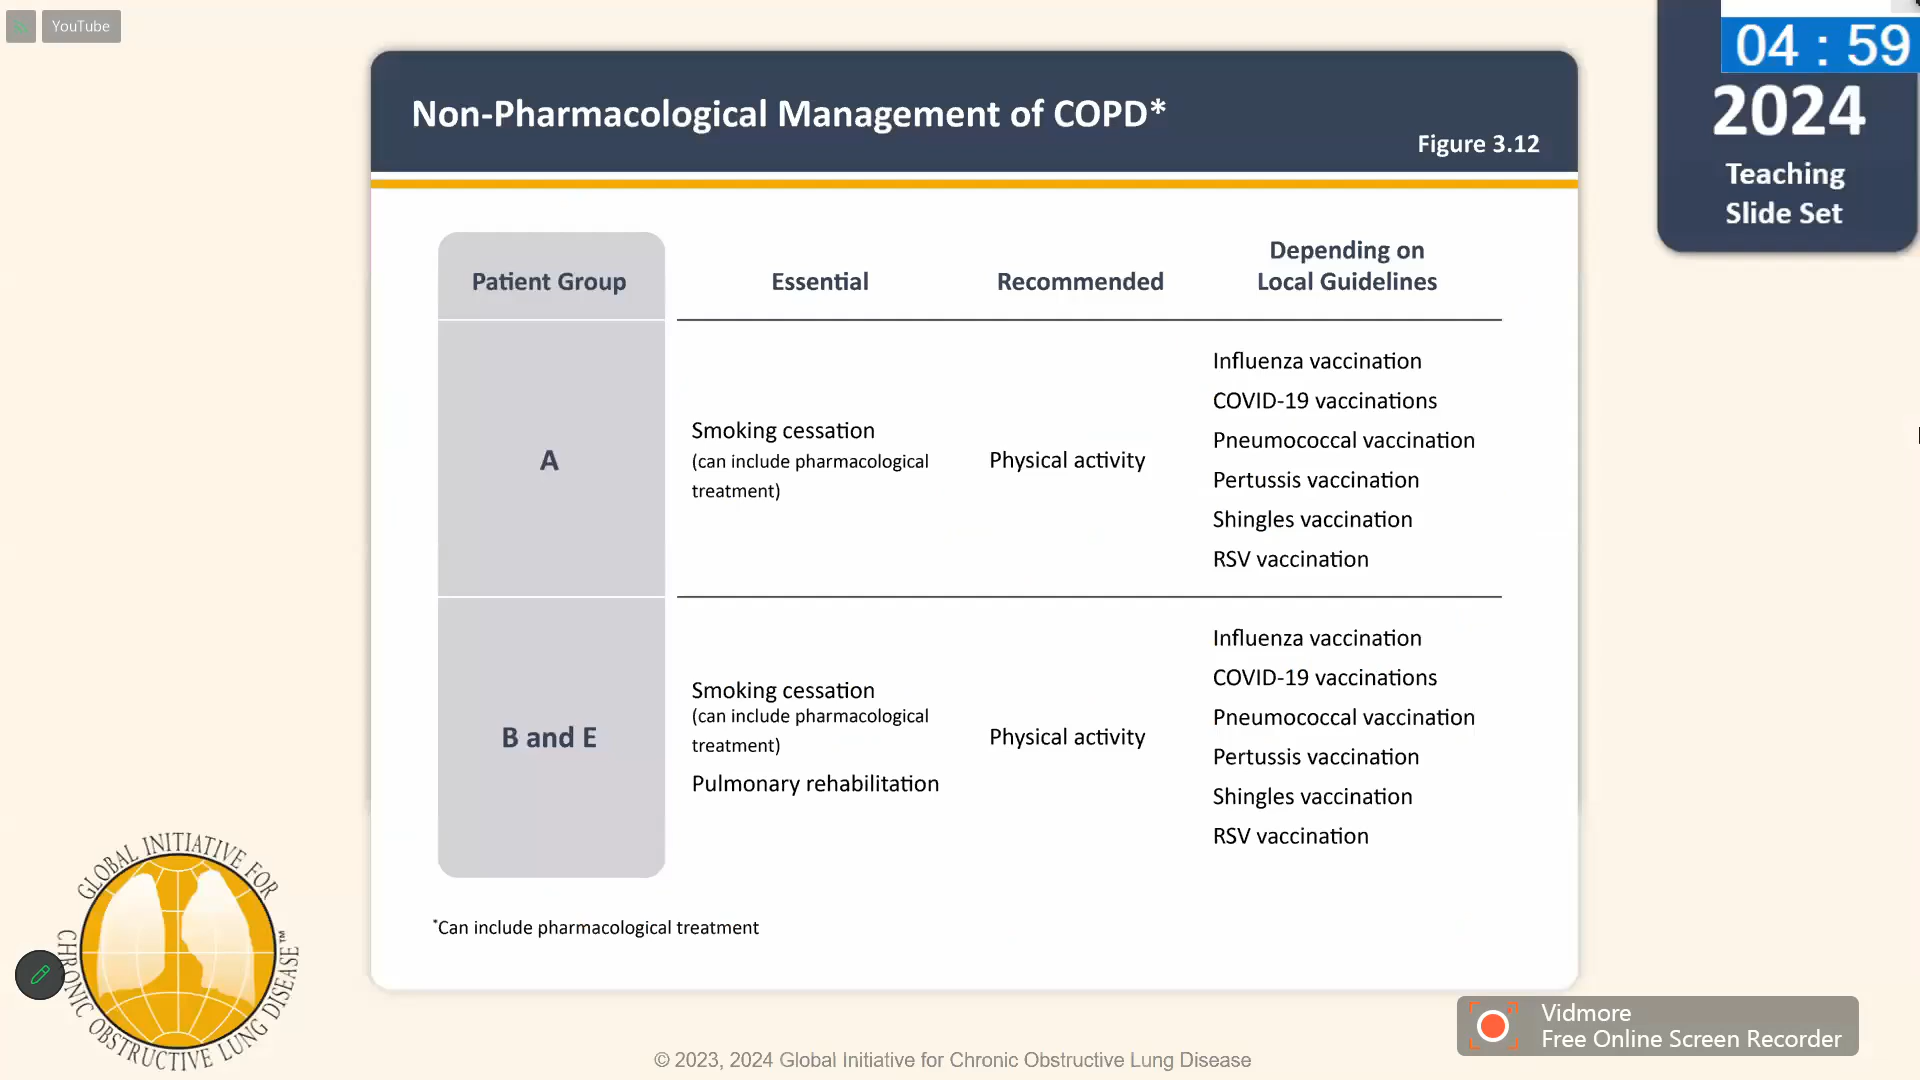 YouTube
04 : 59
2024
Teaching
Slide Set
Non-Pharmacological Management of COPD*
Figure 3.12
Patient Group
Essential
Recommended
Depending on
Local Guidelines
A
Smoking cessation
(can include pharmacological
treatment)
Physical activity
Influenza vaccination
COVID-19 vaccinations
Pneumococcal vaccination
Pertussis vaccination
Shingles vaccination
RSV vaccination
B and E
Smoking cessation
(can include pharmacological
treatment)
Pulmonary rehabilitation
Physical activity
Influenza vaccination
COVID-19 vaccinations
Pneumococcal vaccination
Pertussis vaccination
Shingles vaccination
RSV vaccination
*Can include pharmacological treatment
GLOBAL INITIATIVE FOR
CHRONIC OBSTRUCTIVE LUNG DISEASE™
Vidmore
Free Online Screen Recorder
© 2023, 2024 Global Initiative for Chronic Obstructive Lung Disease